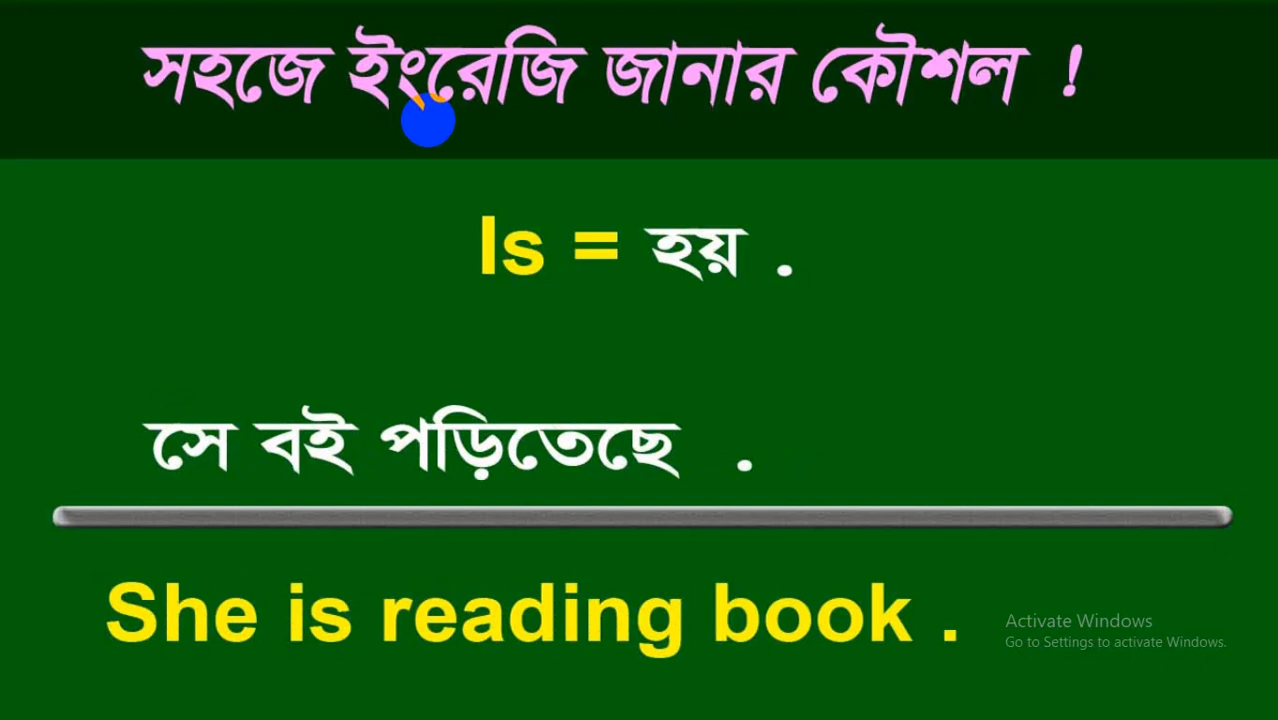 সহজে ইংরেজি জানার কৌশল !
Is = হয় .
সে বই পড়িতেছে .
She is reading book .
Activate Windows
Go to Settings to activate Windows.